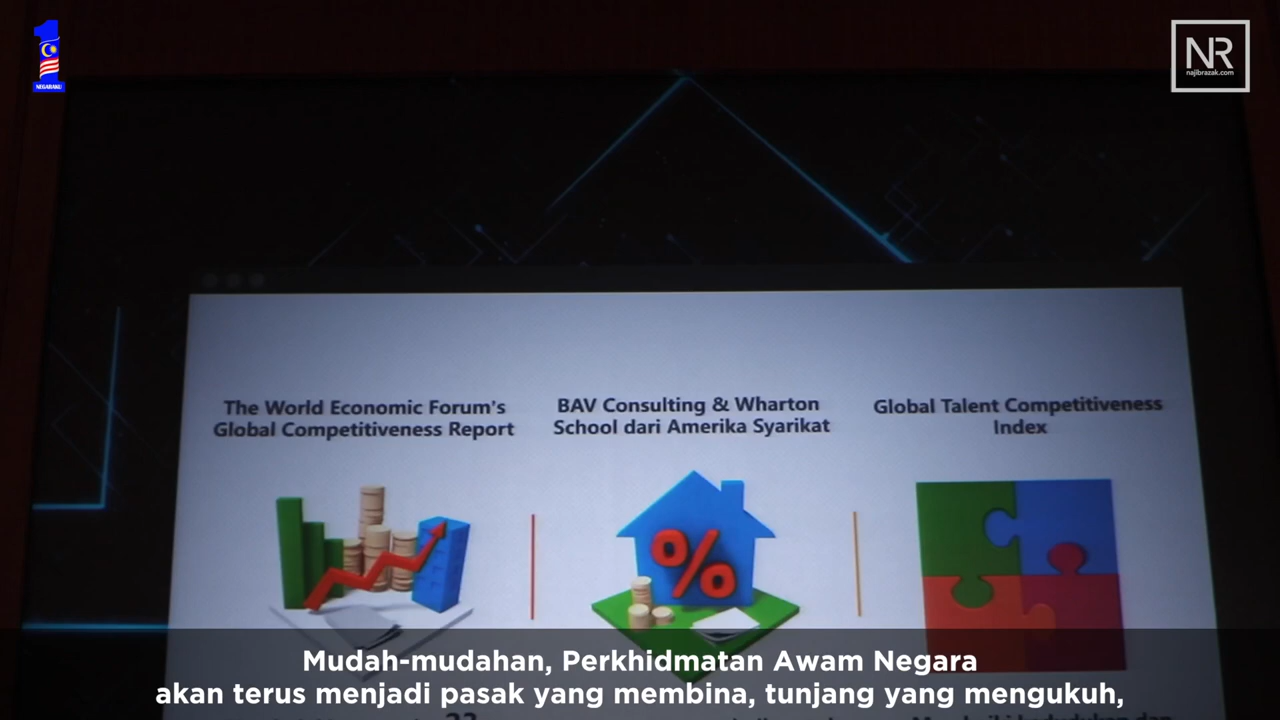 1
NEGARAKU
NR
najibrazak.com
The World Economic Forum's
Global Competitiveness Report
BAV Consulting & Wharton
School dari Amerika Syarikat
Global Talent Competitiveness
Index
%
Mudah-mudahan, Perkhidmatan Awam Negara
akan terus menjadi pasak yang membina, tunjang yang mengukuh,